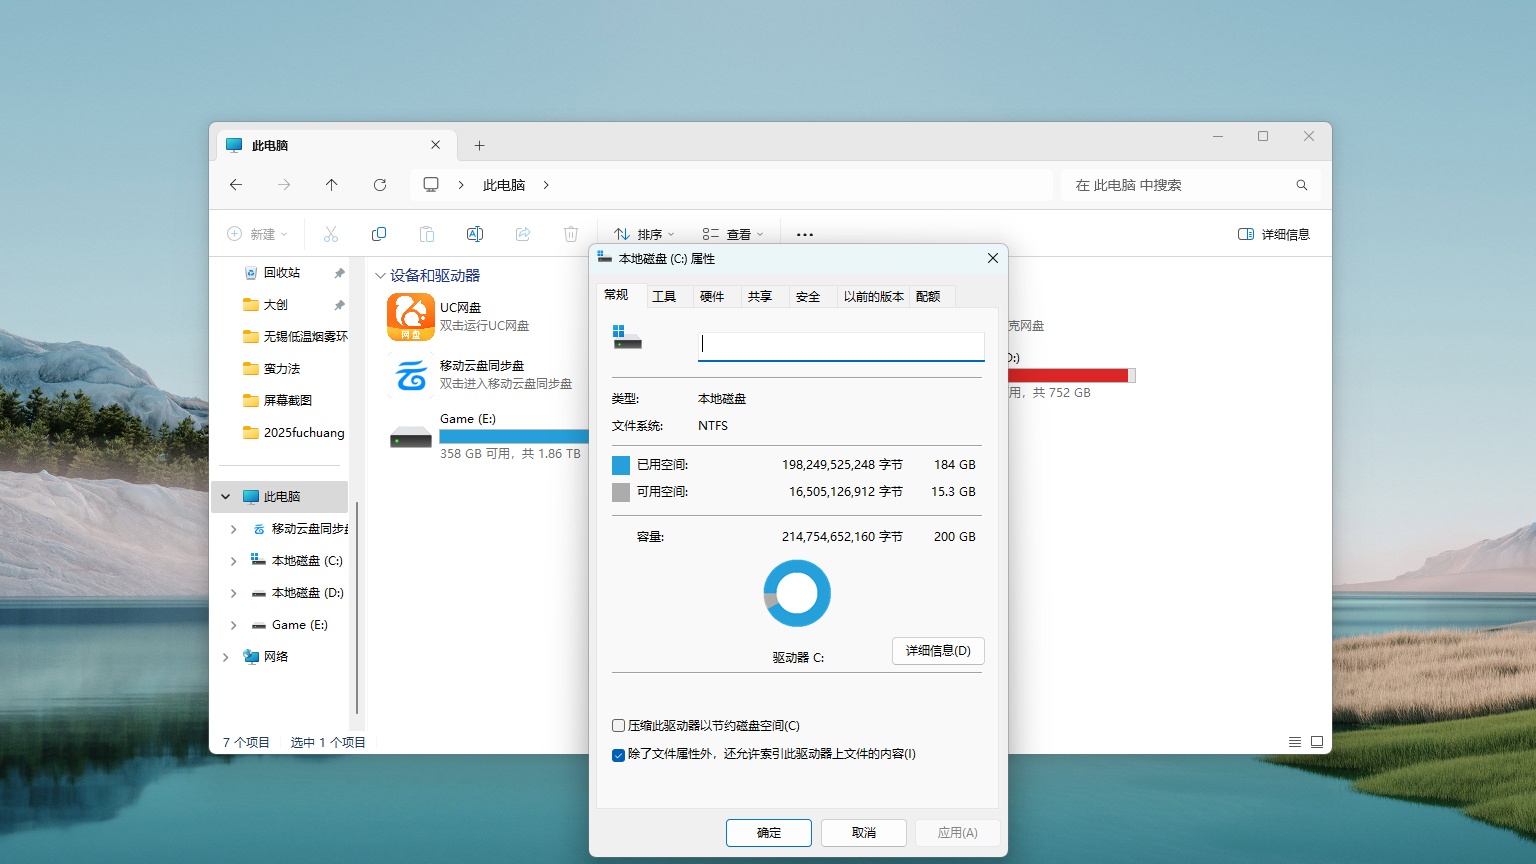 此电脑
此电脑
在 此电脑 中搜索
新建
排序
查看
详细信息
回收站
大创
无锡低温烟雾环
蛮力法
屏幕截图
2025fuchuang
此电脑
移动云盘同步盘
本地磁盘 (C:)
本地磁盘 (D:)
Game (E:)
网络
7 个项目
选中 1 个项目
设备和驱动器
UC网盘
双击运行UC网盘
网盘
移动云盘同步盘
双击进入移动云盘同步盘
Game (E:)
358 GB 可用，共 1.86 TB
网盘
D:)
用，共 752 GB
本地磁盘 (C:) 属性
常规
工具
硬件
共享
安全
以前的版本
配额
类型:
本地磁盘
文件系统:
NTFS
已用空间:
198,249,525,248 字节
184 GB
可用空间:
16,505,126,912 字节
15.3 GB
容量:
214,754,652,160 字节
200 GB
驱动器 C:
详细信息(D)
压缩此驱动器以节约磁盘空间(C)
除了文件属性外，还允许索引此驱动器上文件的内容(I)
确定
取消
应用(A)